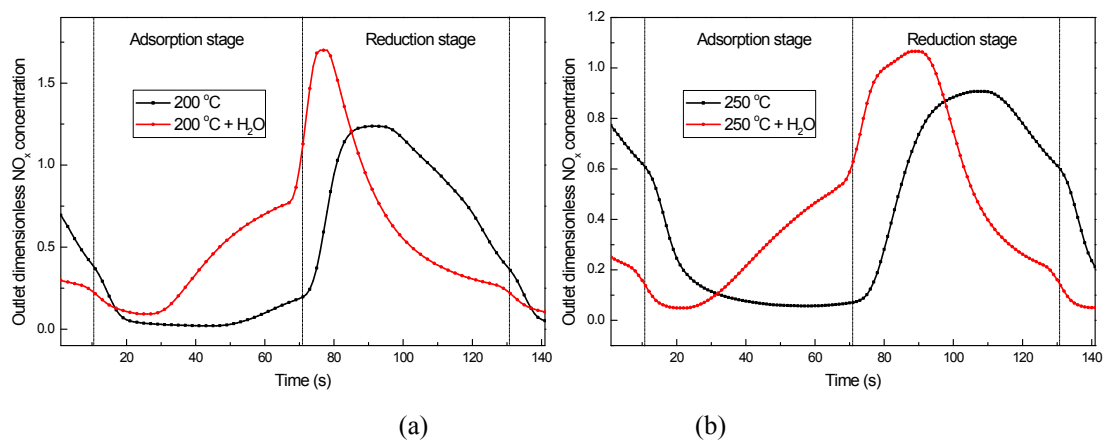 Adsorption stage
Reduction stage
200 °C
200 °C + H₂O
Outlet dimensionless NOₓ concentration
1.5
1.0
0.5
0.0
20 40 60 80 100 120 140
Time (s)
(a)
Adsorption stage
Reduction stage
250 °C
250 °C + H₂O
Outlet dimensionless NOₓ concentration
1.2
1.0
0.8
0.6
0.4
0.2
0.0
20 40 60 80 100 120 140
Time (s)
(b)